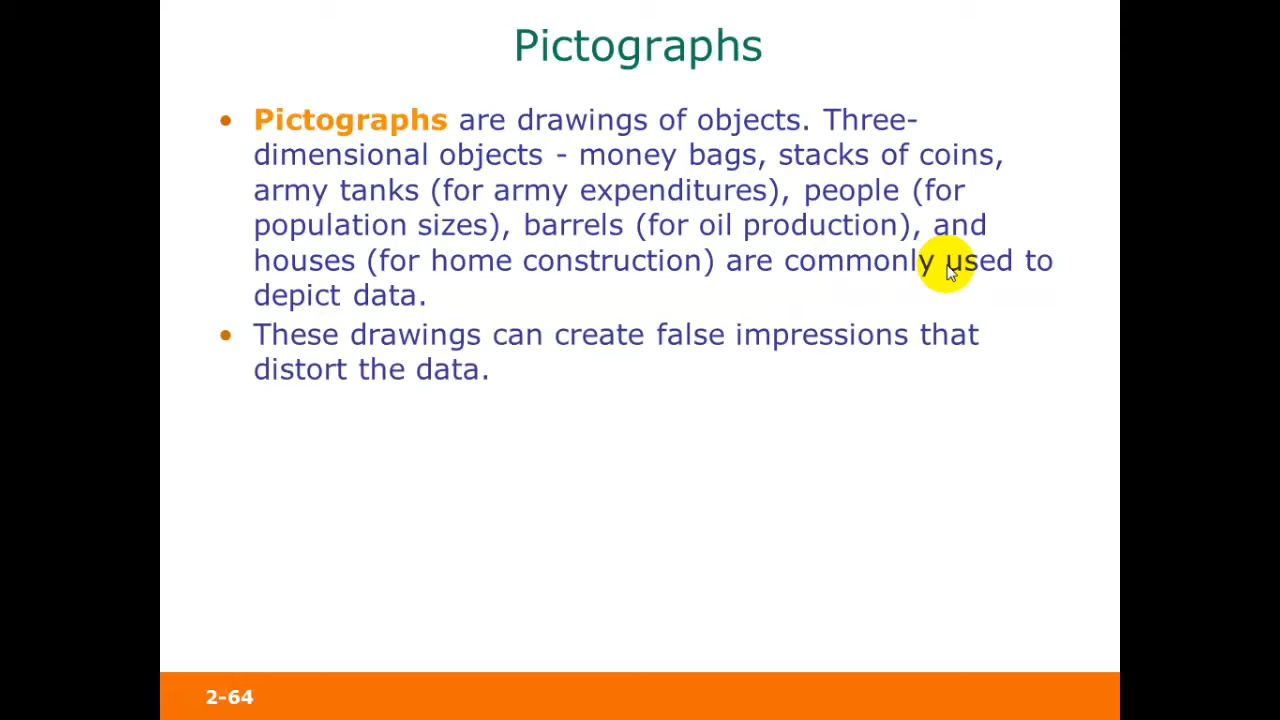 Pictographs
• Pictographs are drawings of objects. Three-
dimensional objects - money bags, stacks of coins,
army tanks (for army expenditures), people (for
population sizes), barrels (for oil production), and
houses (for home construction) are commonly used to
depict data.
• These drawings can create false impressions that
distort the data.
2-64